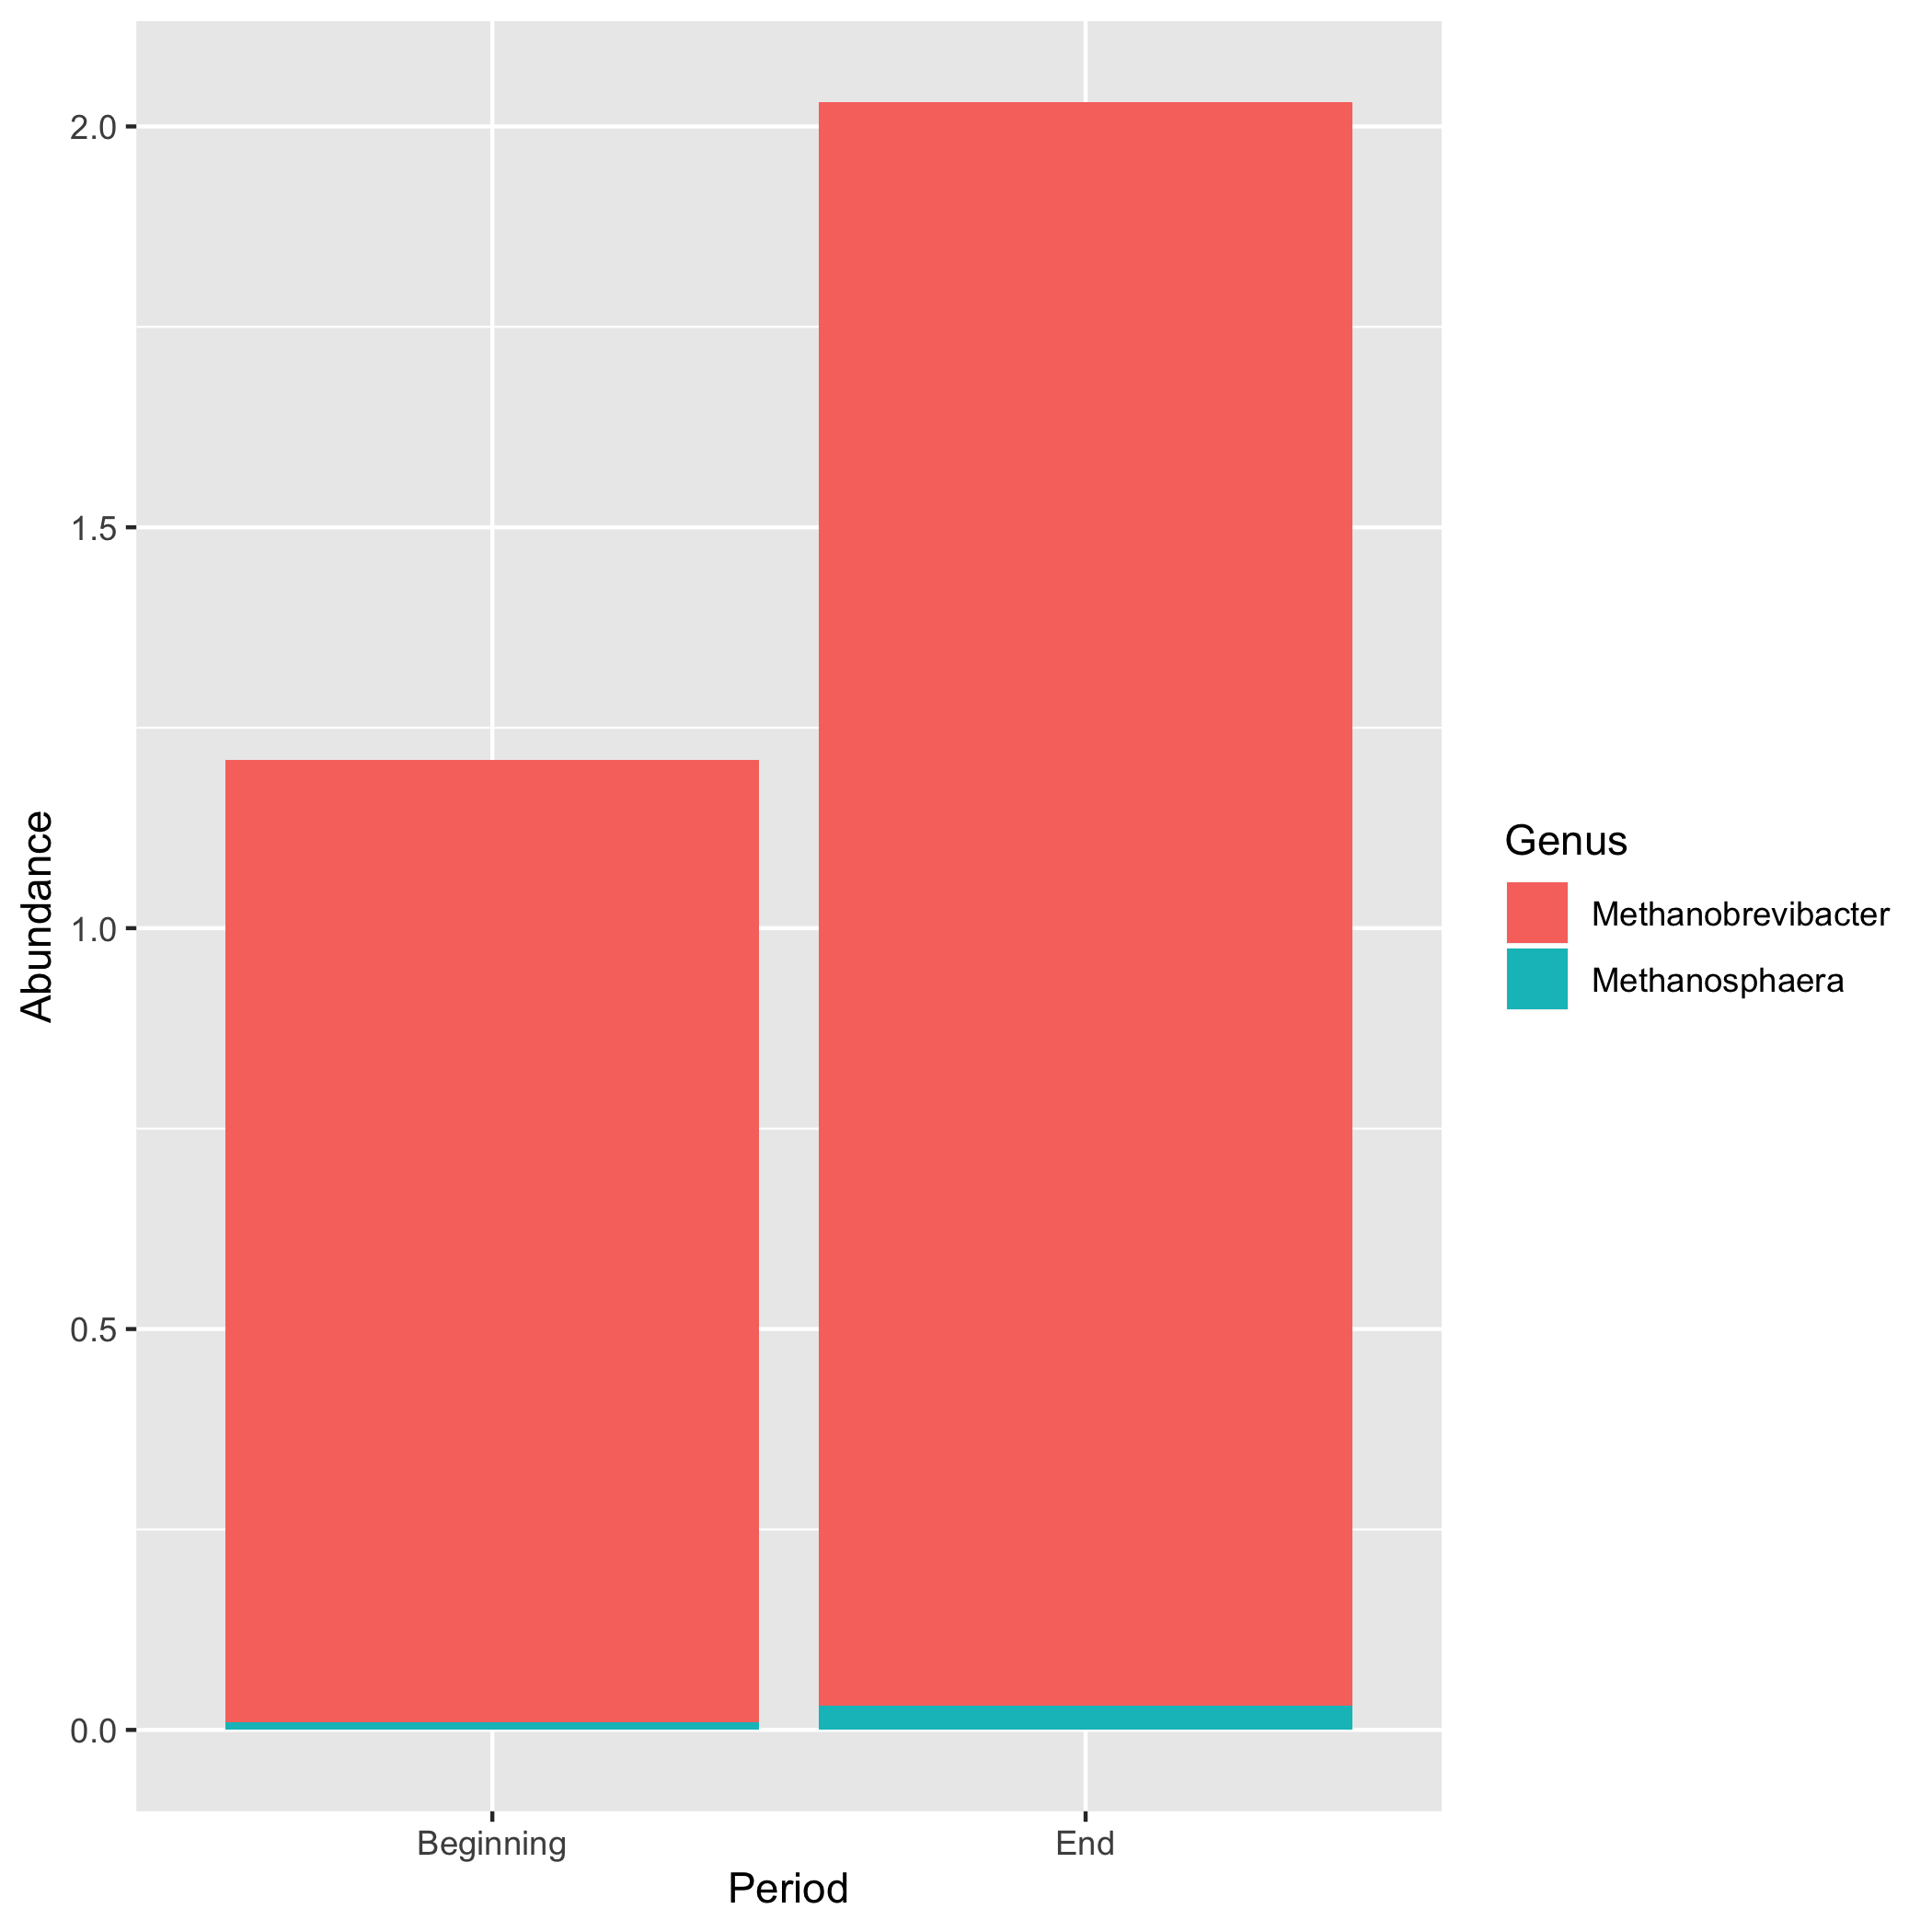 2.0
1.5
1.0
0.5
0.0
Abundance
Beginning
End
Period
Genus
Methanobrevibacter
Methanosphaera